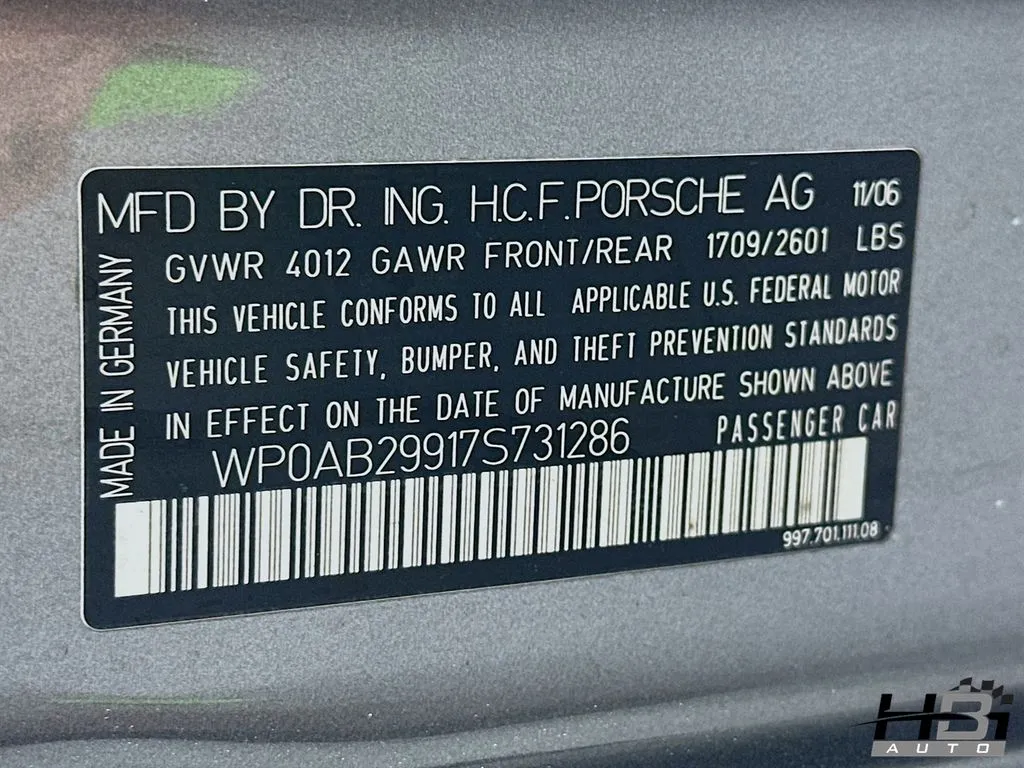 MFD BY DR. ING. H.C.F. PORSCHE AG 11/06
GVWR 4012 GAWR FRONT/REAR 1709/2601 LBS
THIS VEHICLE CONFORMS TO ALL APPLICABLE U.S. FEDERAL MOTOR
VEHICLE SAFETY, BUMPER, AND THEFT PREVENTION STANDARDS
IN EFFECT ON THE DATE OF MANUFACTURE SHOWN ABOVE
WP0AB29917S731286 PASSENGER CAR
997.701.111.08
MADE IN GERMANY
HBI
AUTO